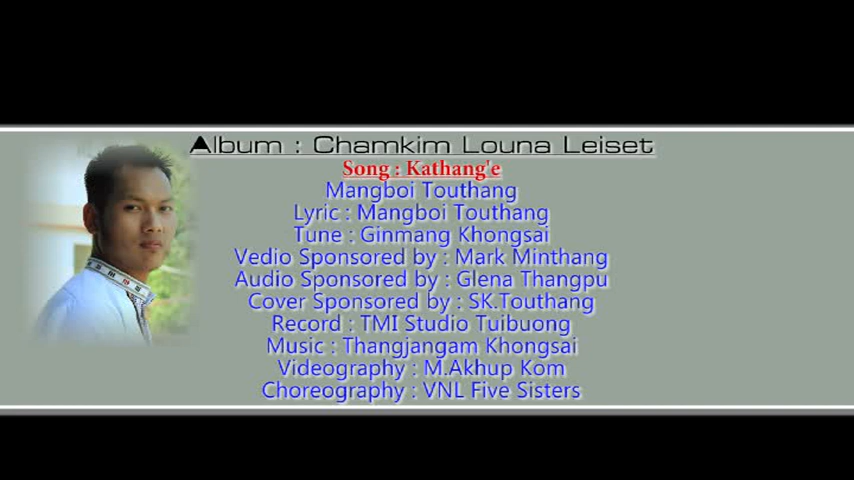 Album : Chamkim Louna Leiset
Song : Kathang'e
Mangboi Touthang
Lyric : Mangboi Touthang
Tune : Ginmang Khongsai
Vedio Sponsored by : Mark Minthang
Audio Sponsored by : Glena Thangpu
Cover Sponsored by : SK.Touthang
Record : TMI Studio Tuibuong
Music : Thangjangam Khongsai
Videography : M.Akhup Kom
Choreography : VNL Five Sisters